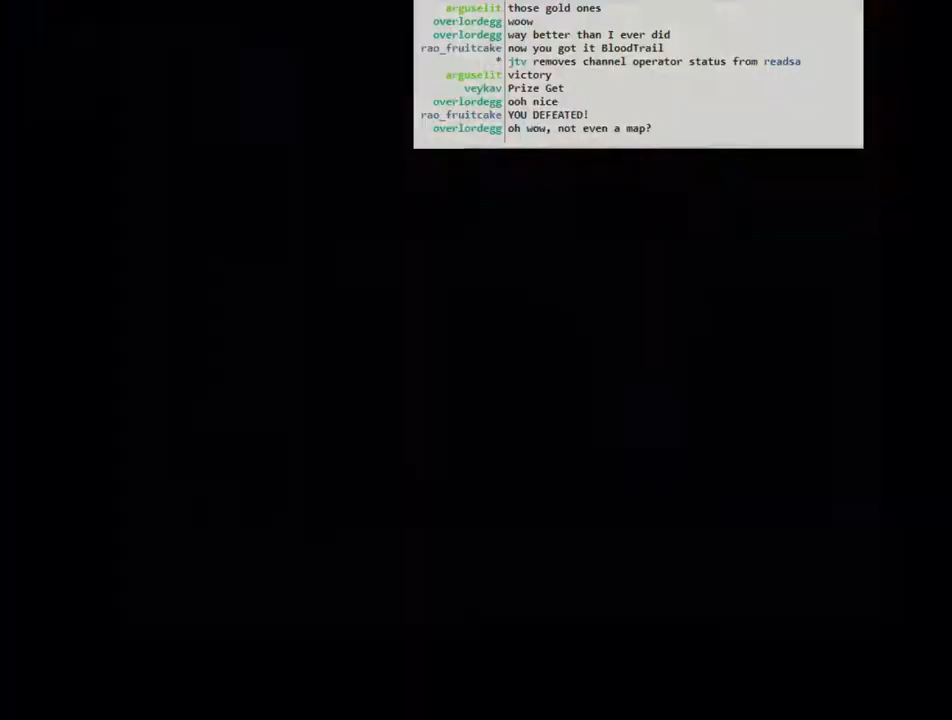 arguselit those gold ones
overlordegg woow
overlordegg way better than I ever did
rao_fruitcake now you got it BloodTrail
* jtv removes channel operator status from readsa
arguselit victory
veykav Prize Get
overlordegg ooh nice
rao_fruitcake YOU DEFEATED!
overlordegg oh wow, not even a map?